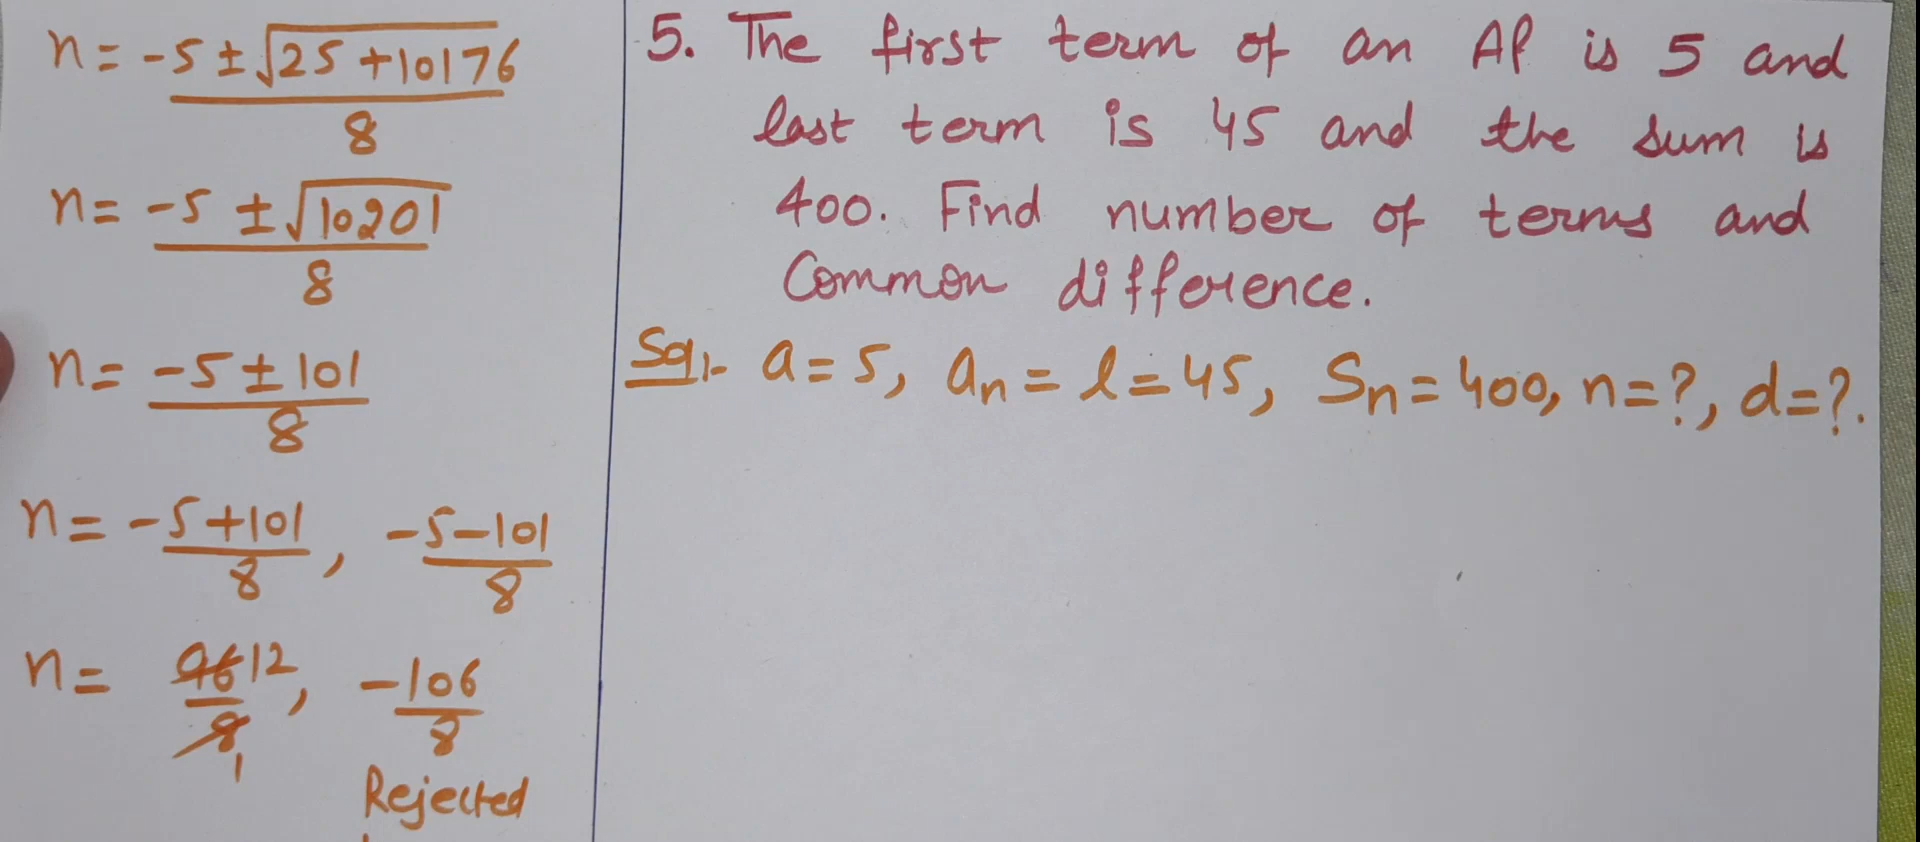 n = -5 ± √25 + 10176
8
n = -5 ± √10201
8
n = -5 ± 101
8
n = -5 + 101 , -5 - 101
8 8
n = 96 12 , -106
8 1 8
Rejected
5. The first term of an AP is 5 and
last term is 45 and the sum is
400. Find number of terms and
Common difference.
Sol:- a = 5, an = l = 45, Sn = 400, n = ?, d = ?.